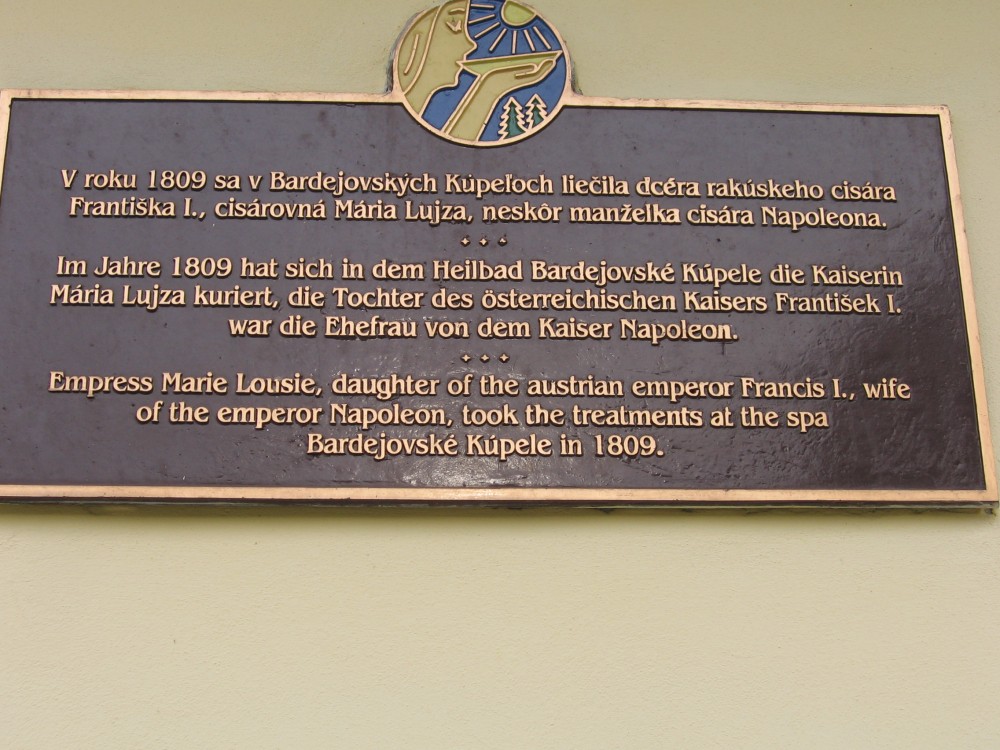 V roku 1809 sa v Bardejovských Kúpeľoch liečila dcéra rakúskeho cisára
Františka I., cisárovná Mária Lujza, neskôr manželka cisára Napoleona.
Im Jahre 1809 hat sich in dem Heilbad Bardejovské Kúpele die Kaiserin
Mária Lujza kuriert, die Tochter des österreichischen Kaisers František I.
war die Ehefrau von dem Kaiser Napoleon.
Empress Marie Lousie, daughter of the austrian emperor Francis I., wife
of the emperor Napoleon, took the treatments at the spa
Bardejovské Kúpele in 1809.